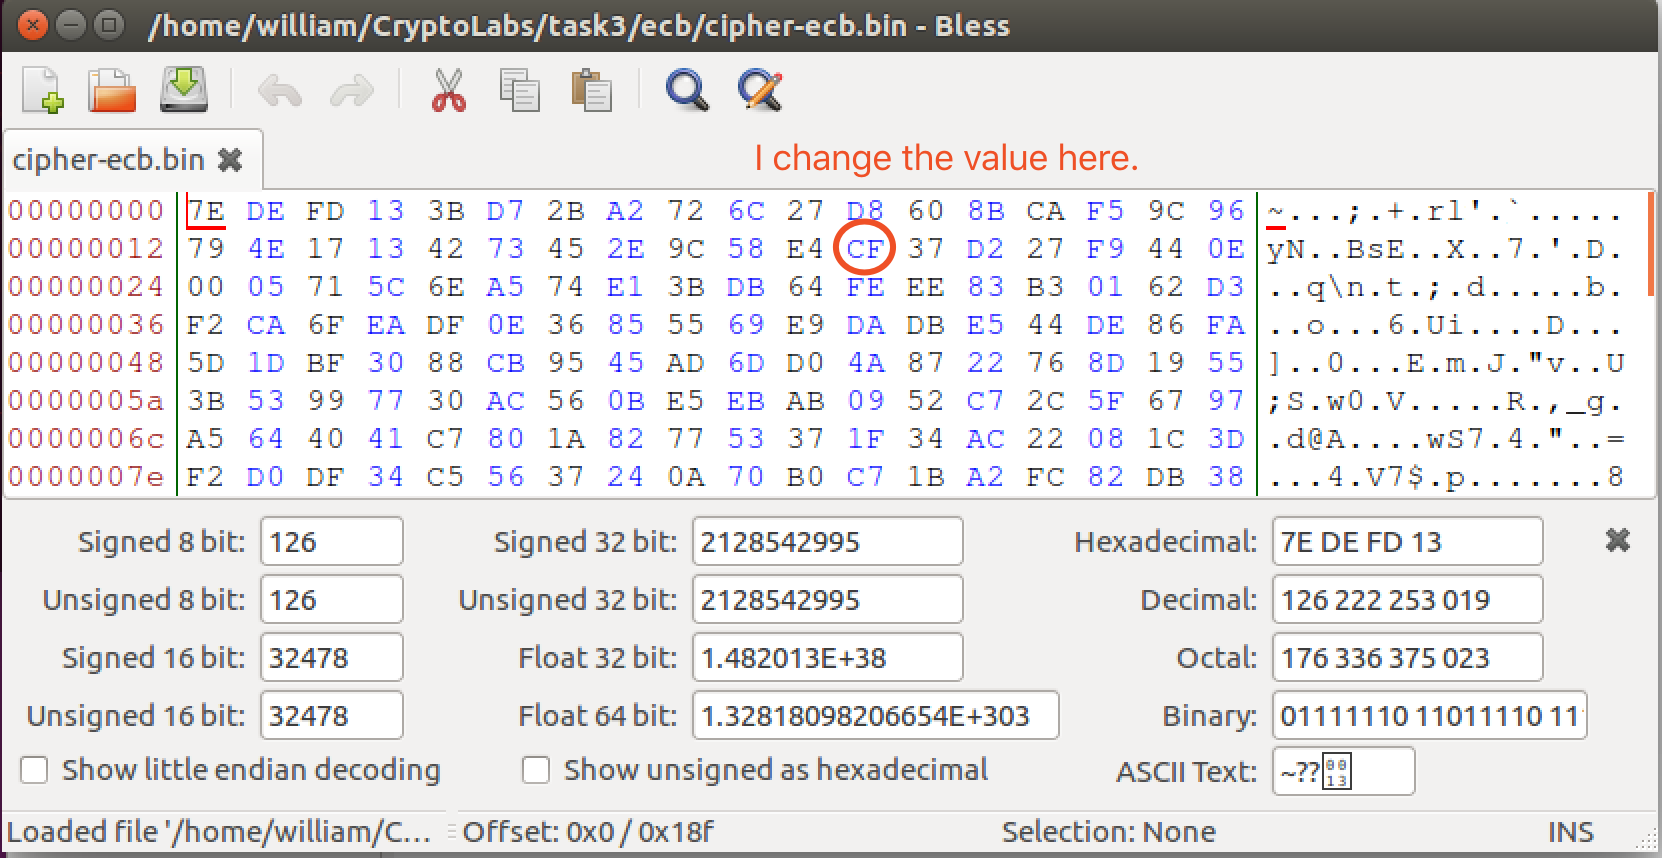 /home/william/CryptoLabs/task3/ecb/cipher-ecb.bin - Bless
cipher-ecb.bin
I change the value here.
00000000 7E DE FD 13 3B D7 2B A2 72 6C 27 D8 60 8B CA F5 9C 96 ~...;.+.rl'.`.....
00000012 79 4E 17 13 42 73 45 2E 9C 58 E4 CF 37 D2 27 F9 44 0E yN..BsE..X..7.'.D.
00000024 00 05 71 5C 6E A5 74 E1 3B DB 64 FE EE 83 B3 01 62 D3 ..q\n.t.;.d.....b.
00000036 F2 CA 6F EA DF 0E 36 85 55 69 E9 DA DB E5 44 DE 86 FA ..o...6.Ui....D...
00000048 5D 1D BF 30 88 CB 95 45 AD 6D D0 4A 87 22 76 8D 19 55 ]..0...E.m.J."v..U
0000005a 3B 53 99 77 30 AC 56 0B E5 EB AB 09 52 C7 2C 5F 67 97 ;S.w0.V.....R.,_g.
0000006c A5 64 40 41 C7 80 1A 82 77 53 37 1F 34 AC 22 08 1C 3D .d@A....wS7.4."..=
0000007e F2 D0 DF 34 C5 56 37 24 0A 70 B0 C7 1B A2 FC 82 DB 38 ...4.V7$.p.......8
Signed 8 bit: 126 Signed 32 bit: 2128542995 Hexadecimal: 7E DE FD 13
Unsigned 8 bit: 126 Unsigned 32 bit: 2128542995 Decimal: 126 222 253 019
Signed 16 bit: 32478 Float 32 bit: 1.482013E+38 Octal: 176 336 375 023
Unsigned 16 bit: 32478 Float 64 bit: 1.32818098206654E+303 Binary: 01111110 11011110 11
Show little endian decoding Show unsigned as hexadecimal ASCII Text: ~??
Loaded file '/home/william/C... Offset: 0x0 / 0x18f Selection: None INS